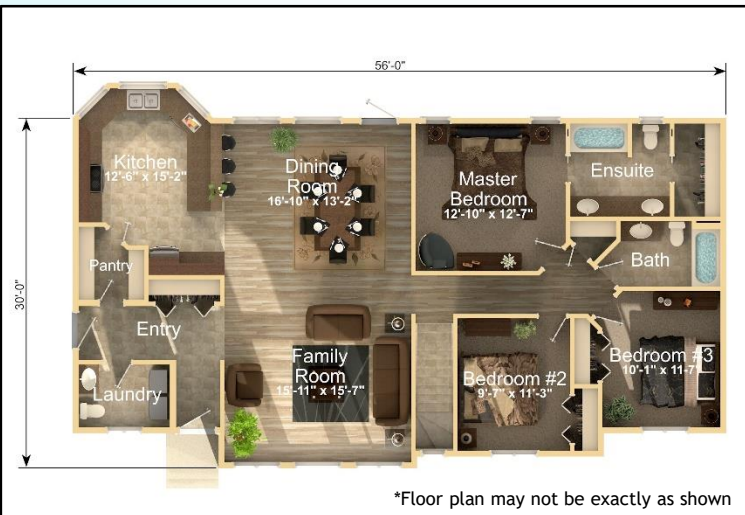 56'-0"
30'-0"
Kitchen
12'-6" x 15'-2"
Dining
Room
16'-10" x 13'-2"
Master
Bedroom
12'-10" x 12'-7"
Ensuite
Bath
Pantry
Entry
Laundry
Family
Room
15'-11" x 15'-7"
Bedroom #2
9'-7" x 11'-3"
Bedroom #3
10'-1" x 11-7"
*Floor plan may not be exactly as shown